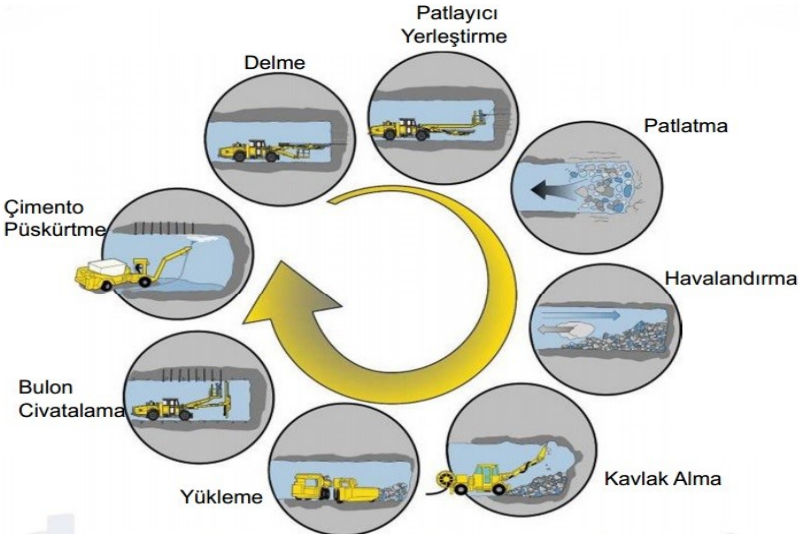 Delme
Patlayıcı
Yerleştirme
Patlatma
Havalandırma
Kavlak Alma
Yükleme
Bulon
Civatalama
Çimento
Püskürtme